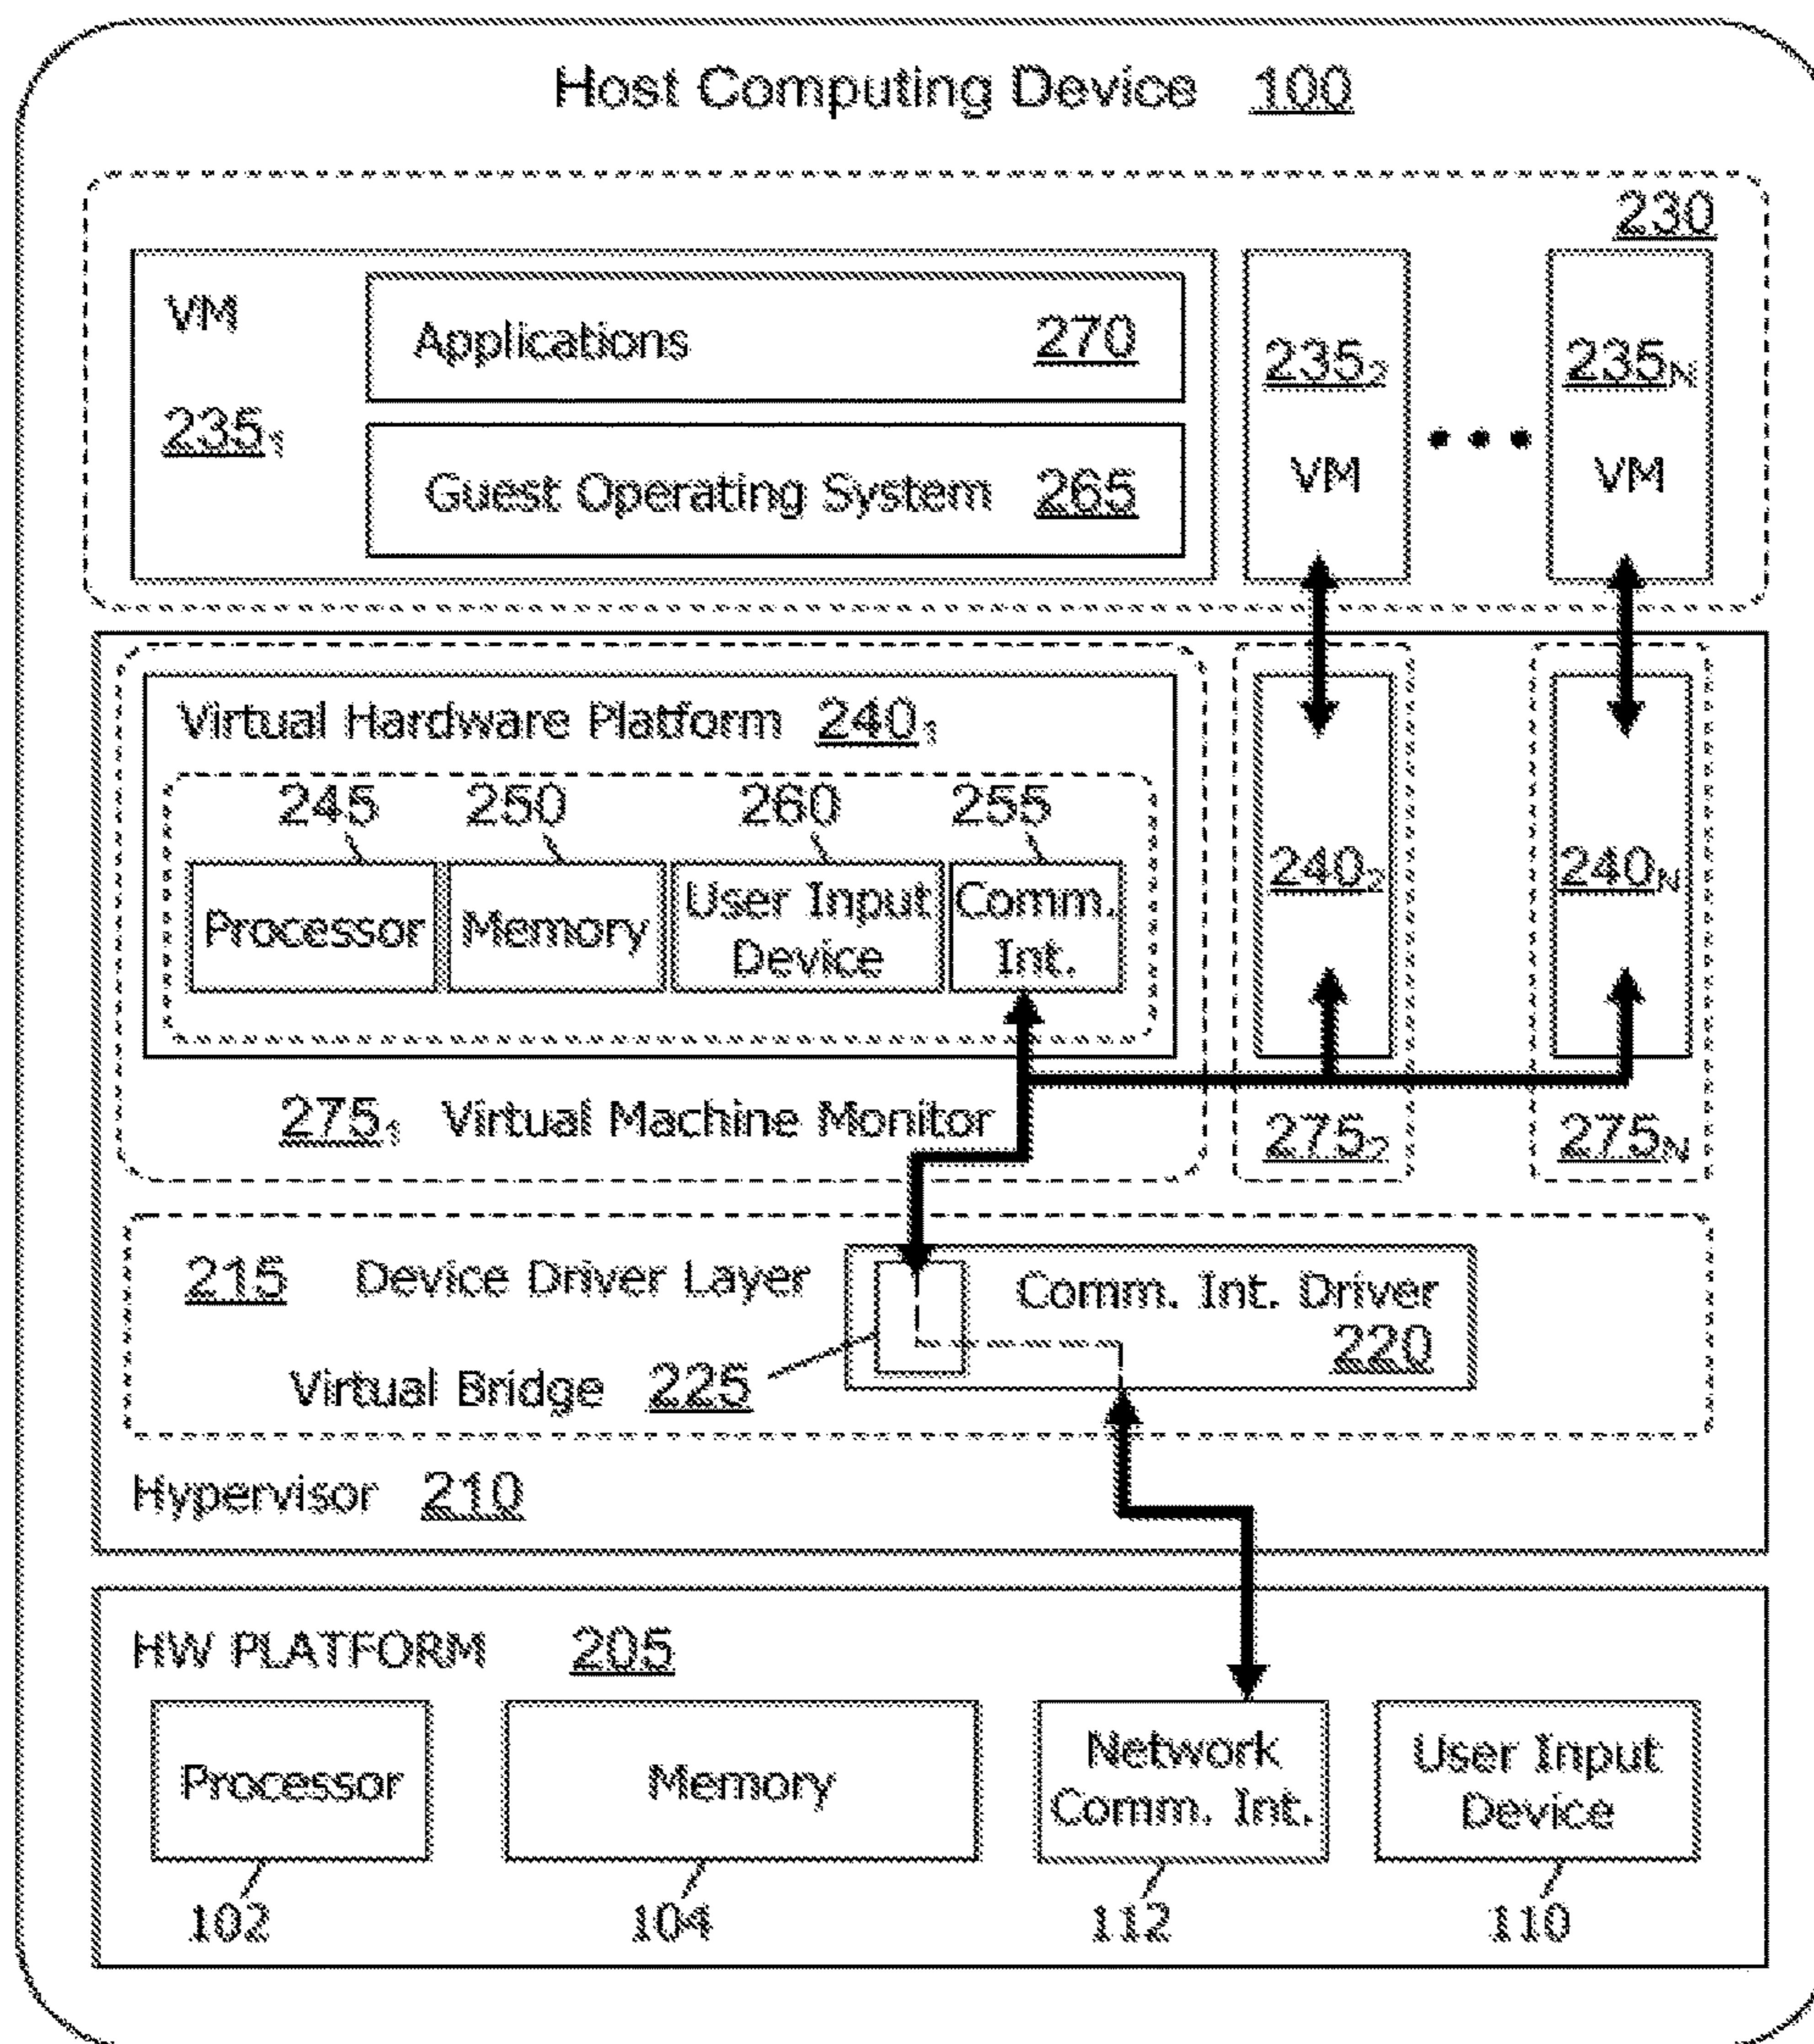 Host Computing Device 100
230
VM
235₁
Applications 270
Guest Operating System 265
235₂
VM
235N
VM
Virtual Hardware Platform 240₁
245 250 260 255
Processor
Memory
User Input
Device
Comm.
Int.
240₂
240N
275₁ Virtual Machine Monitor
275₂
275N
215 Device Driver Layer
Comm. Int. Driver
220
Virtual Bridge 225
Hypervisor 210
HW PLATFORM 205
Processor
Memory
Network
Comm. Int.
User Input
Device
102 104 112 110